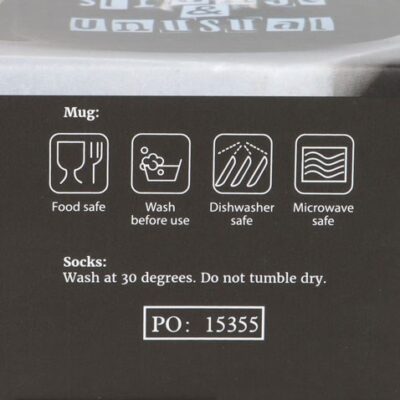 &
unusual
Mug:
Food safe
Wash
before use
Dishwasher
safe
Microwave
safe
Socks:
Wash at 30 degrees. Do not tumble dry.
PO: 15355